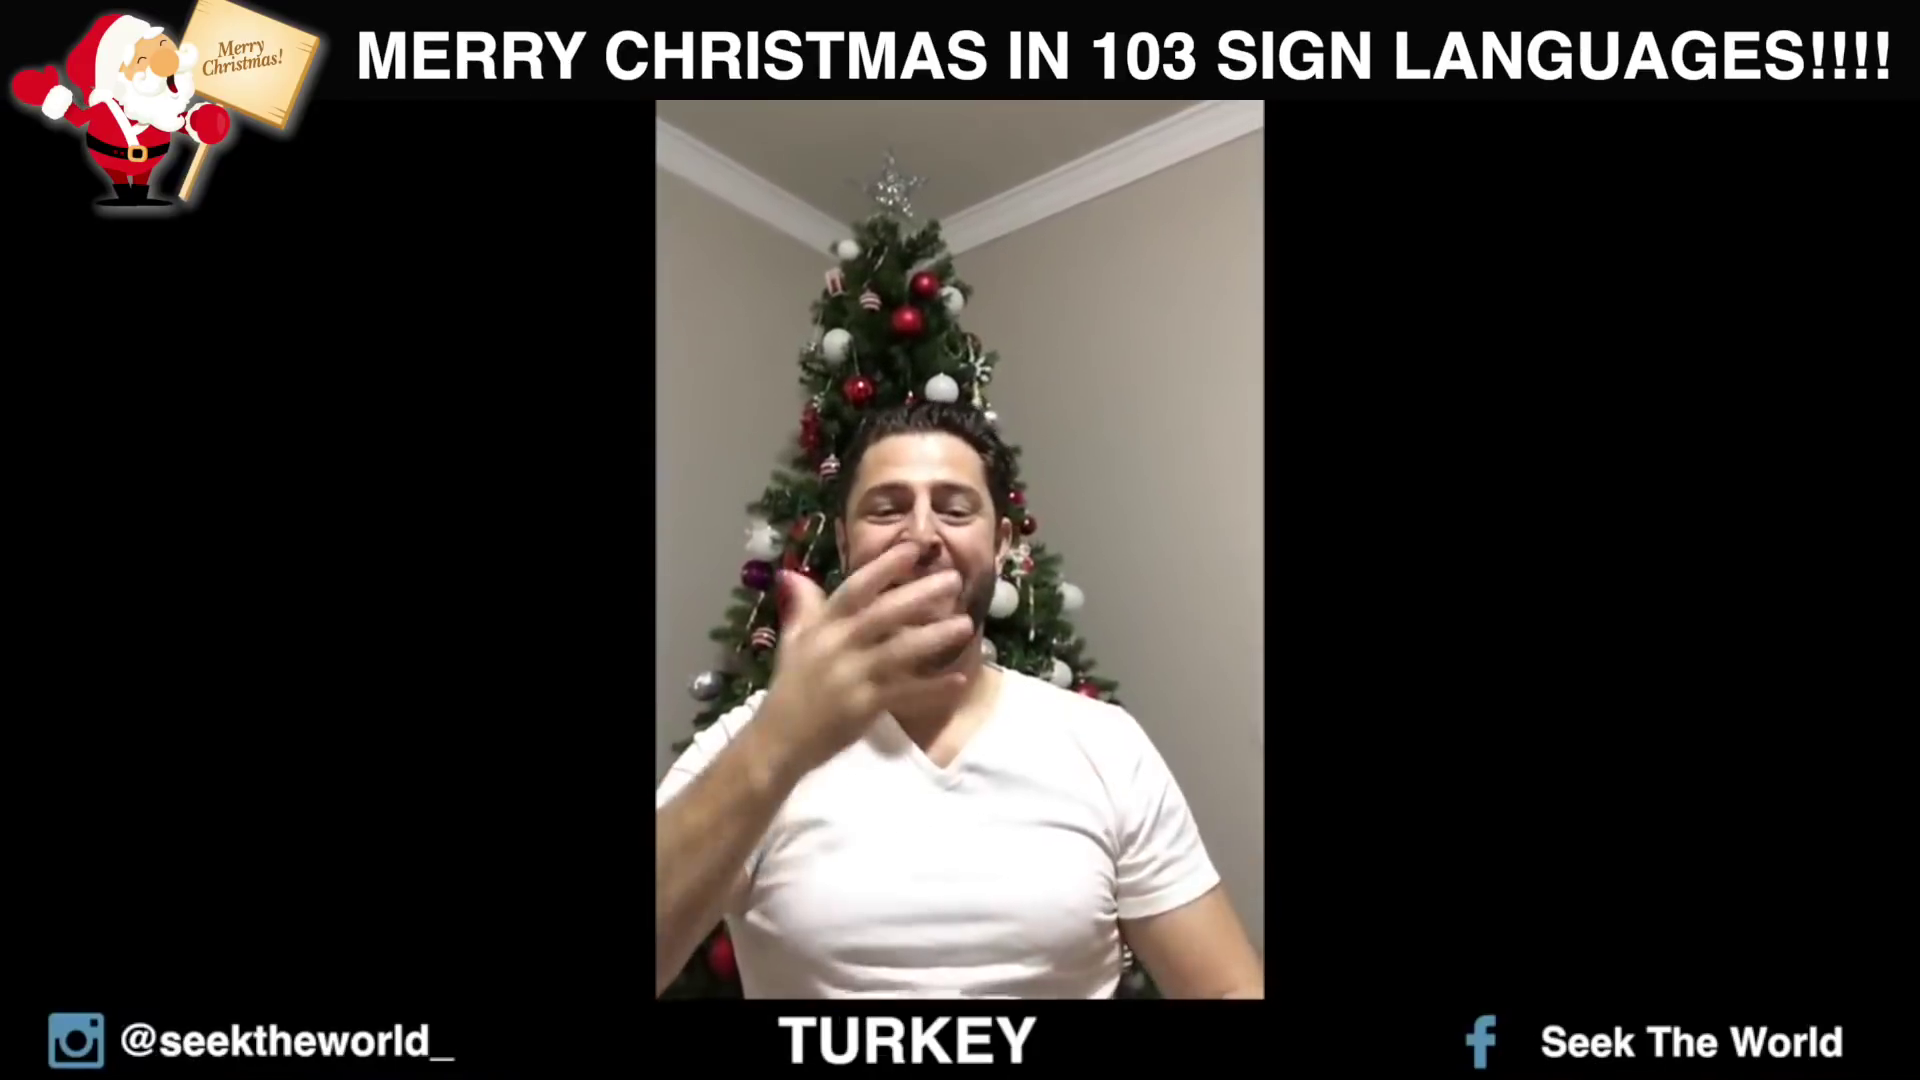 Merry
Christmas!
MERRY CHRISTMAS IN 103 SIGN LANGUAGES!!!!
@seektheworld_
TURKEY
Seek The World